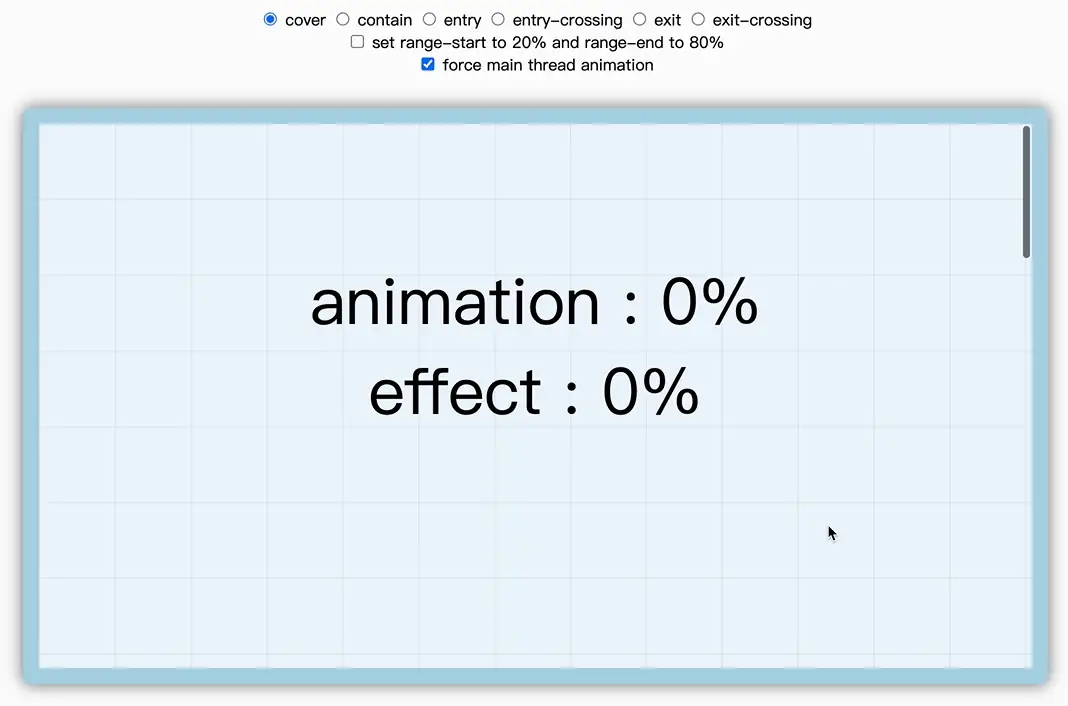 cover contain entry entry-crossing exit exit-crossing
set range-start to 20% and range-end to 80%
force main thread animation
animation : 0%
effect : 0%